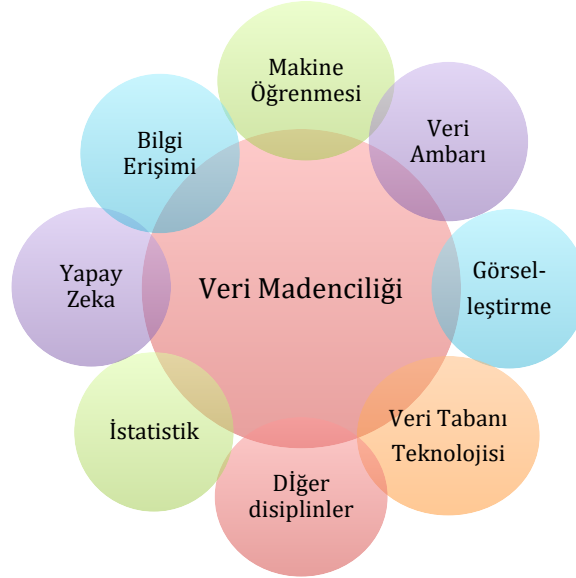 Makine
Öğrenmesi
Veri
Ambarı
Görsel-
leştirme
Veri Tabanı
Teknolojisi
Dİğer
disiplinler
İstatistik
Yapay
Zeka
Bilgi
Erişimi
Veri Madenciliği